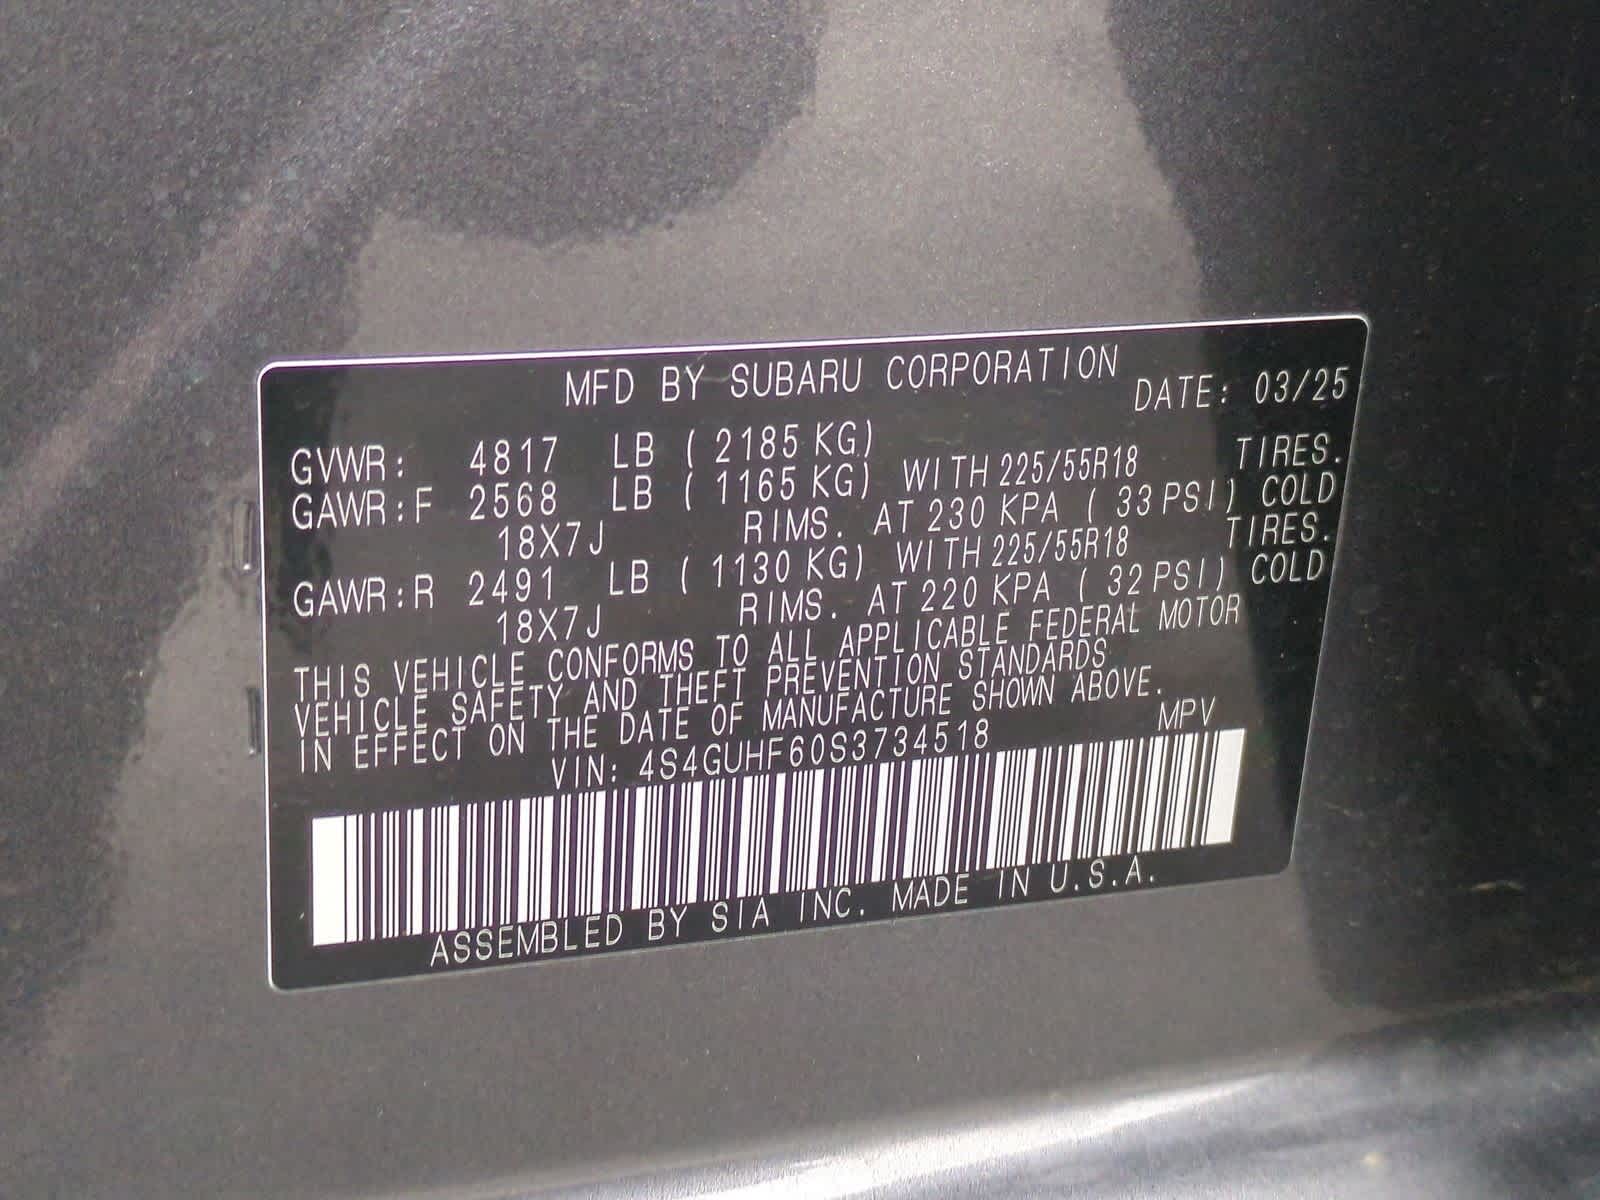 MFD BY SUBARU CORPORATION DATE: 03/25
GVWR: 4817 LB ( 2185 KG)
GAWR:F 2568 LB ( 1165 KG) WITH 225/55R18 TIRES.
18X7J RIMS. AT 230 KPA ( 33 PSI) COLD
GAWR:R 2491 LB ( 1130 KG) WITH 225/55R18 TIRES.
18X7J RIMS. AT 220 KPA ( 32 PSI) COLD
THIS VEHICLE CONFORMS TO ALL APPLICABLE FEDERAL MOTOR
VEHICLE SAFETY AND THEFT PREVENTION STANDARDS
IN EFFECT ON THE DATE OF MANUFACTURE SHOWN ABOVE.
VIN: 4S4GUHF60S3734518 MPV
ASSEMBLED BY SIA INC. MADE IN U.S.A.